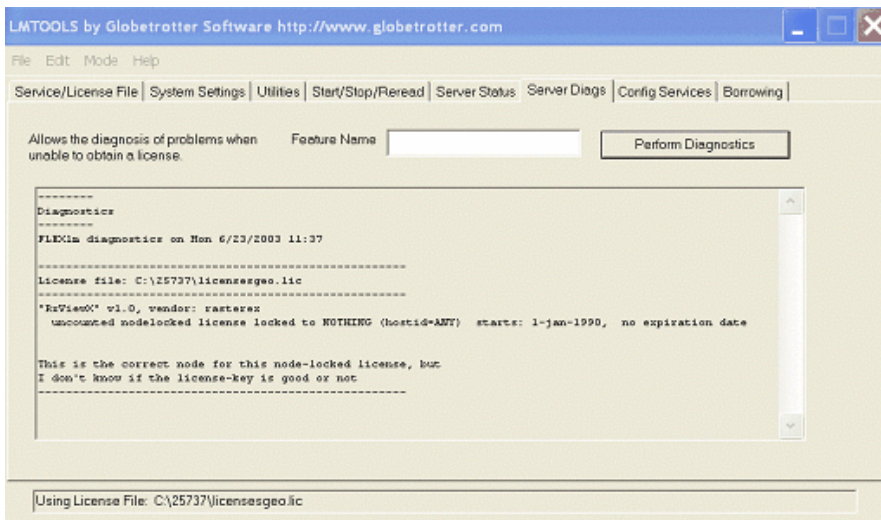 LMTOOLS by Globetrotter Software http://www.globetrotter.com
File Edit Mode Help
Service/License File System Settings Utilities Start/Stop/Reread Server Status Server Diags Config Services Borrowing
Allows the diagnosis of problems when
unable to obtain a license.
Feature Name
Perform Diagnostics
--------
Diagnostics
--------
FLEXlm diagnostics on Mon 6/23/2003 11:37
-----------------------------------------------------
License file: C:\25737\licensesgeo.lic
-----------------------------------------------------
"RxViewX" v1.0, vendor: rasterex
uncounted nodelocked license locked to NOTHING (hostid=ANY) starts: 1-jan-1990, no expiration date
This is the correct node for this node-locked license, but
I don't know if the license-key is good or not
-----------------------------------------------------
Using License File: C:\25737\licensesgeo.lic